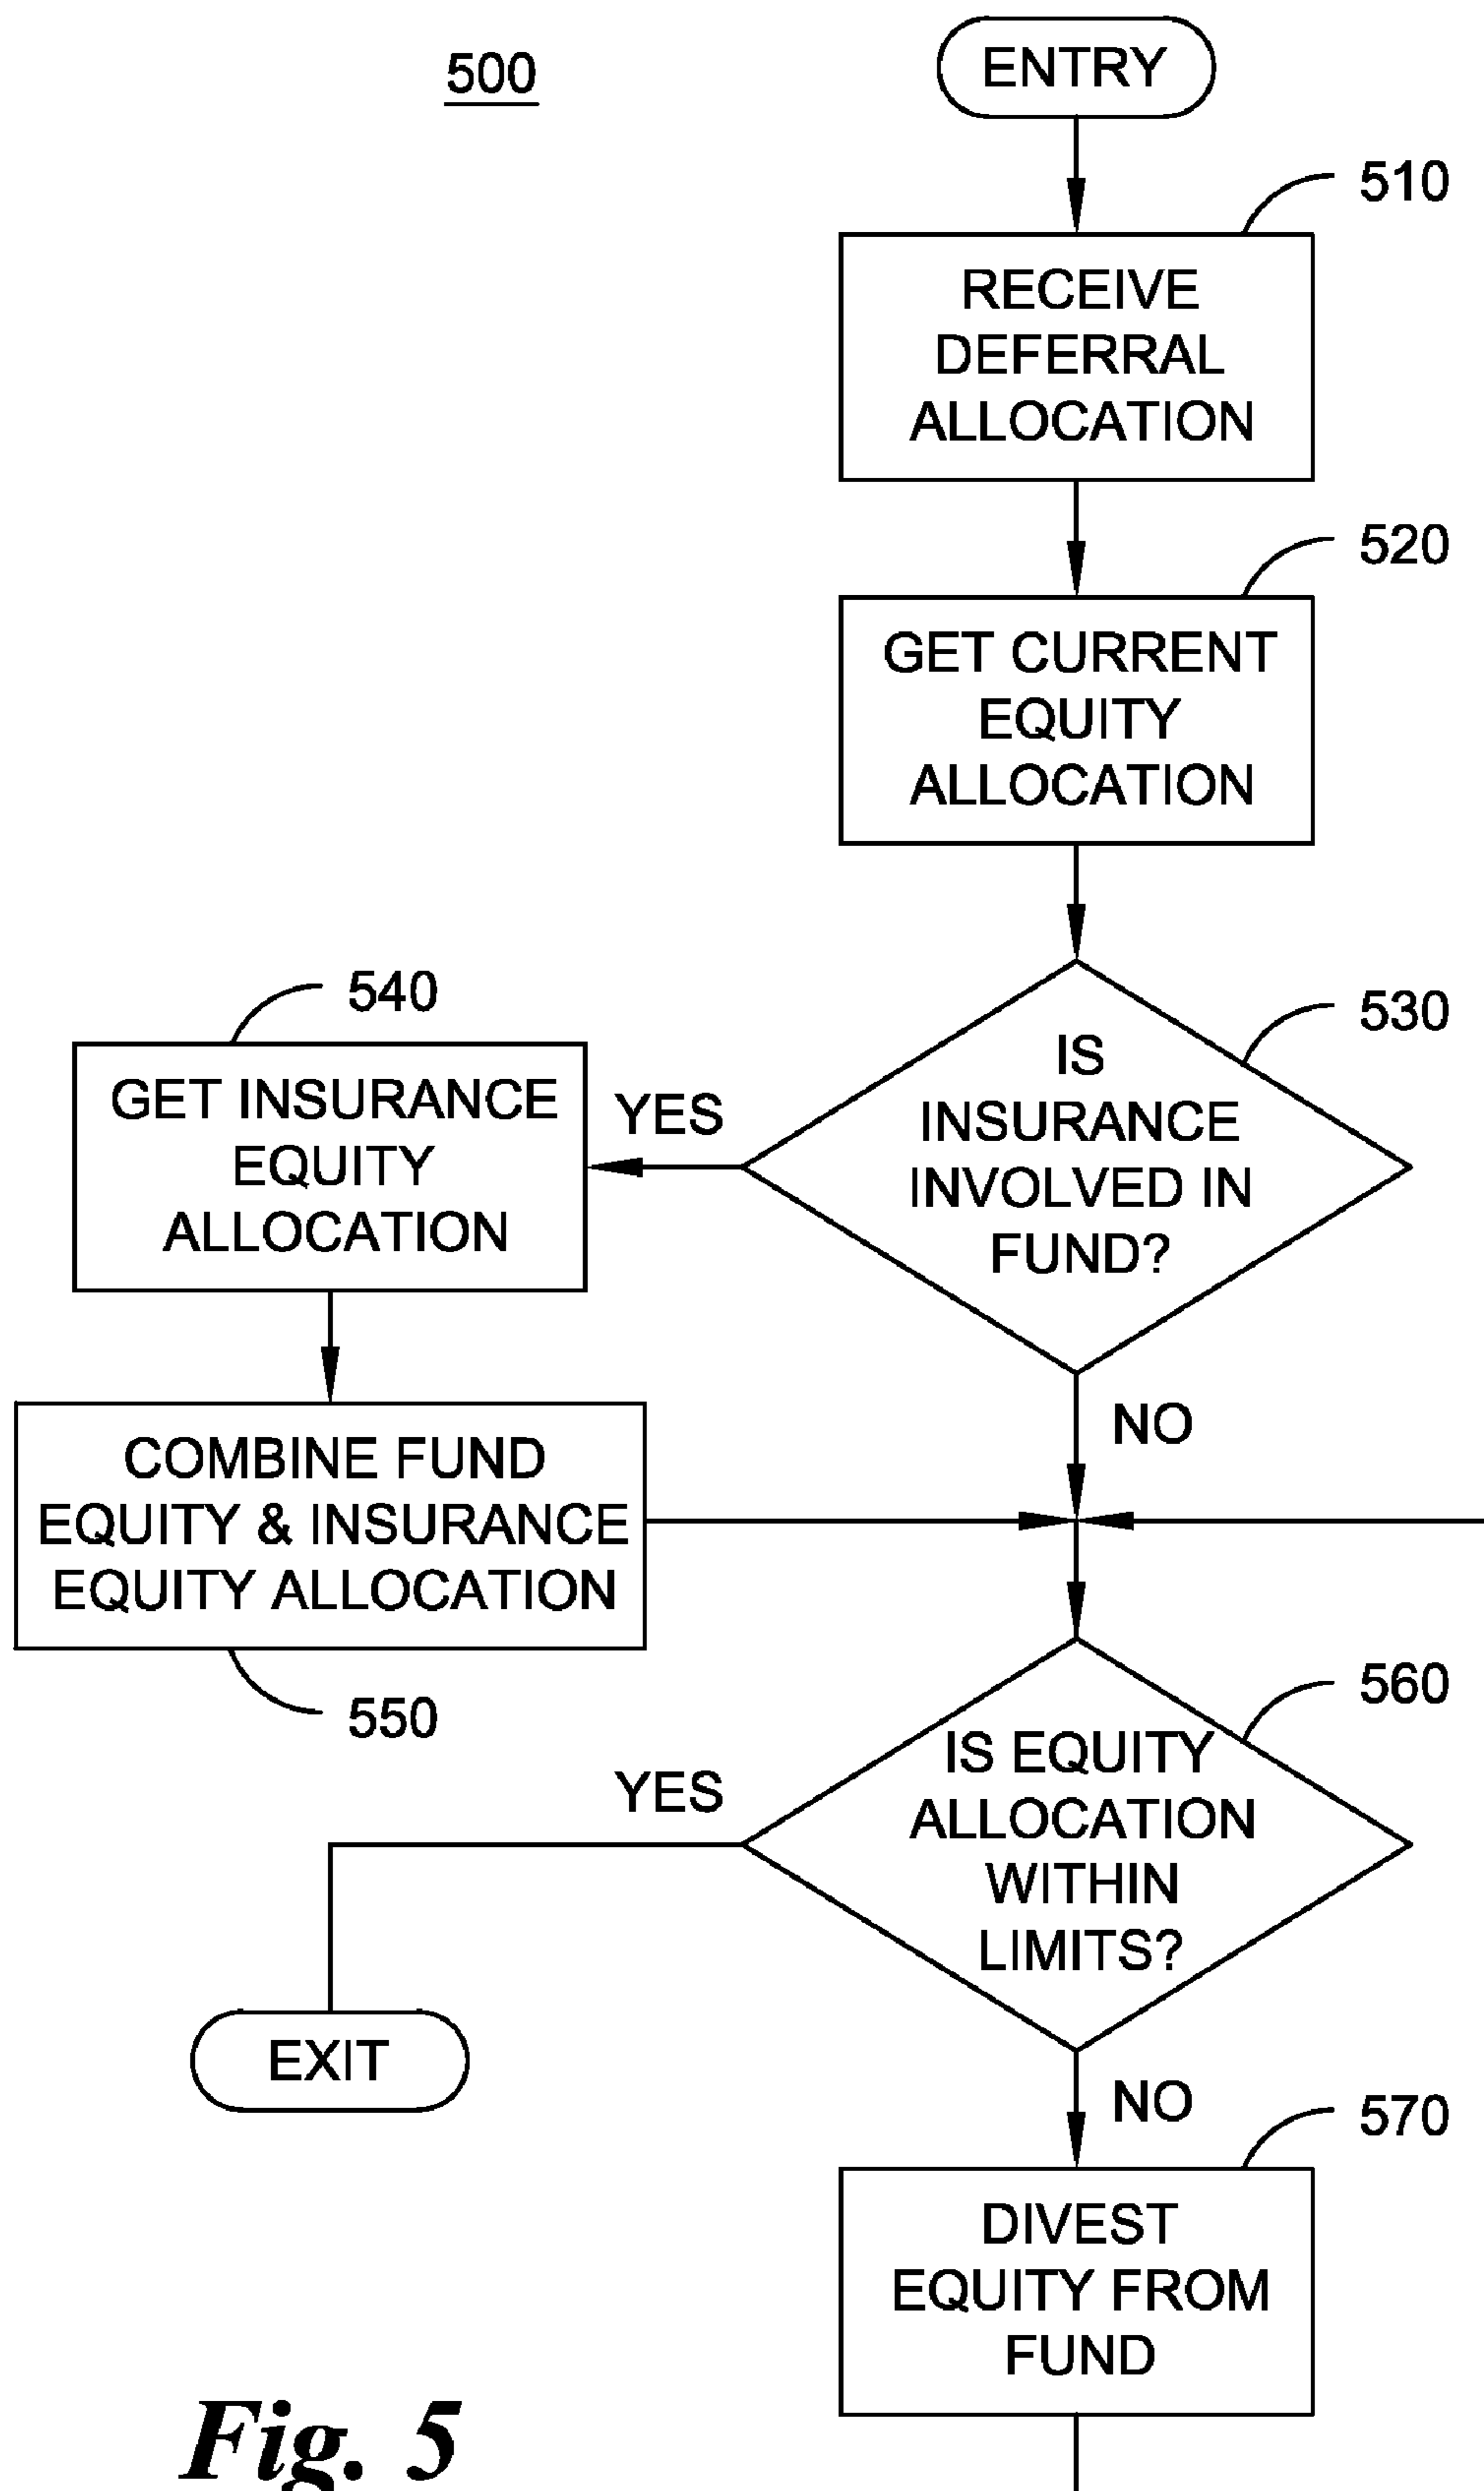 500
ENTRY
510
RECEIVE
DEFERRAL
ALLOCATION
520
GET CURRENT
EQUITY
ALLOCATION
530
IS
INSURANCE
INVOLVED IN
FUND?
YES
540
GET INSURANCE
EQUITY
ALLOCATION
NO
COMBINE FUND
EQUITY & INSURANCE
EQUITY ALLOCATION
550
560
IS EQUITY
ALLOCATION
WITHIN
LIMITS?
YES
EXIT
NO
570
DIVEST
EQUITY FROM
FUND
Fig. 5